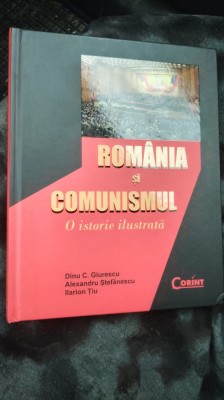 ROMÂNIA
și
COMUNISMUL
O istorie ilustrată
Dinu C. Giurescu
Alexandru Ștefănescu
Ilarion Țiu
CORINT